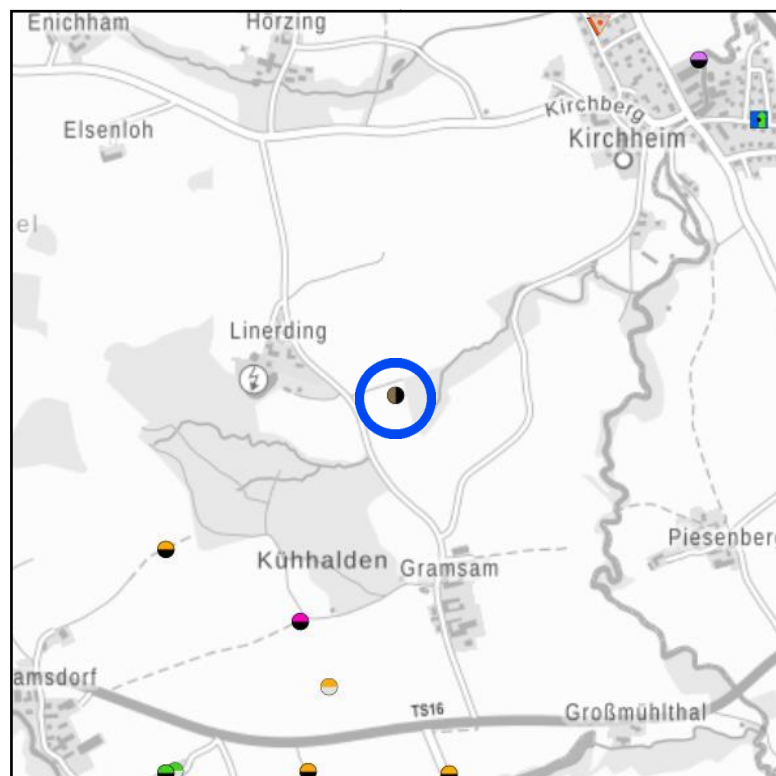 Enichham
Hörzing
Kirchberg
Elsenloh
Kirchheim
el
Linerding
Piesenberg
Kühhalden
Gramsam
amsdorf
TS16
Großmühlthal